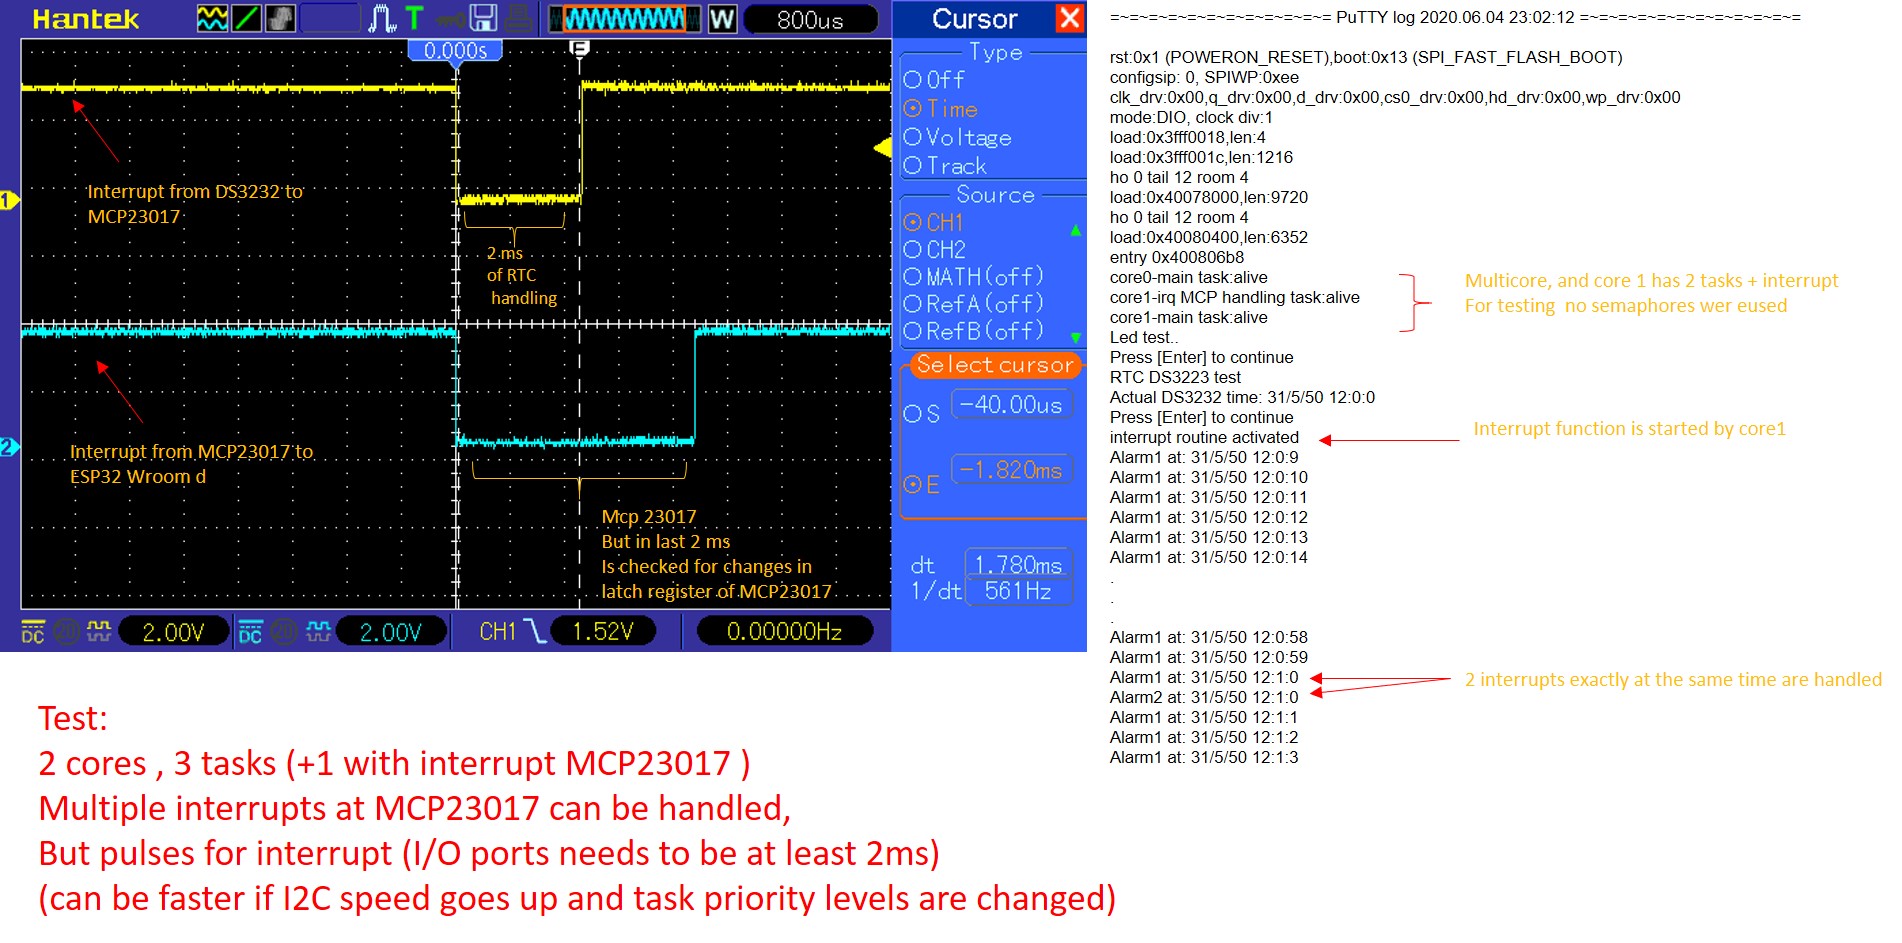 Hantek
T
W
800us
0.000s
E
1
Interrupt from DS3232 to
MCP23017
2 ms
of RTC
handling
2
Interrupt from MCP23017 to
ESP32 Wroom d
Mcp 23017
But in last 2 ms
Is checked for changes in
latch register of MCP23017
DC
20
2.00V
DC
20
2.00V
CH1
1.52V
0.00000Hz
Cursor
X
Type
Off
Time
Voltage
Track
Source
CH1
CH2
MATH(off)
RefA(off)
RefB(off)
Select cursor
S
-40.00us
E
-1.820ms
dt
1.780ms
1/dt
561Hz
=~=~=~=~=~=~=~=~=~=~=~= PuTTY log 2020.06.04 23:02:12 =~=~=~=~=~=~=~=~=~=~=~=
rst:0x1 (POWERON_RESET),boot:0x13 (SPI_FAST_FLASH_BOOT)
configsip: 0, SPIWP:0xee
clk_drv:0x00,q_drv:0x00,d_drv:0x00,cs0_drv:0x00,hd_drv:0x00,wp_drv:0x00
mode:DIO, clock div:1
load:0x3fff0018,len:4
load:0x3fff001c,len:1216
ho 0 tail 12 room 4
load:0x40078000,len:9720
ho 0 tail 12 room 4
load:0x40080400,len:6352
entry 0x400806b8
core0-main task:alive
core1-irq MCP handling task:alive
core1-main task:alive
Led test..
Press [Enter] to continue
RTC DS3223 test
Actual DS3232 time: 31/5/50 12:0:0
Press [Enter] to continue
interrupt routine activated
Alarm1 at: 31/5/50 12:0:9
Alarm1 at: 31/5/50 12:0:10
Alarm1 at: 31/5/50 12:0:11
Alarm1 at: 31/5/50 12:0:12
Alarm1 at: 31/5/50 12:0:13
Alarm1 at: 31/5/50 12:0:14
.
.
.
Alarm1 at: 31/5/50 12:0:58
Alarm1 at: 31/5/50 12:0:59
Alarm1 at: 31/5/50 12:1:0
Alarm2 at: 31/5/50 12:1:0
Alarm1 at: 31/5/50 12:1:1
Alarm1 at: 31/5/50 12:1:2
Alarm1 at: 31/5/50 12:1:3
Multicore, and core 1 has 2 tasks + interrupt
For testing no semaphores wer eused
Interrupt function is started by core1
2 interrupts exactly at the same time are handled
Test:
2 cores , 3 tasks (+1 with interrupt MCP23017 )
Multiple interrupts at MCP23017 can be handled,
But pulses for interrupt (I/O ports needs to be at least 2ms)
(can be faster if I2C speed goes up and task priority levels are changed)